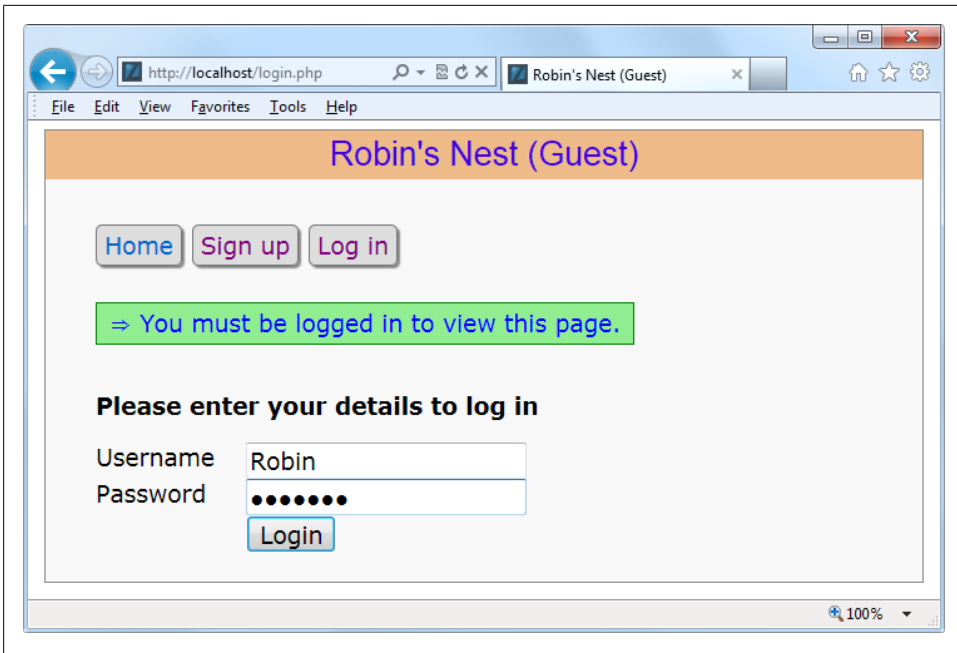 http://localhost/login.php
Robin's Nest (Guest)
File Edit View Favorites Tools Help
Robin's Nest (Guest)
Home Sign up Log in
⇒ You must be logged in to view this page.
Please enter your details to log in
Username Robin
Password •••••••
Login
100%